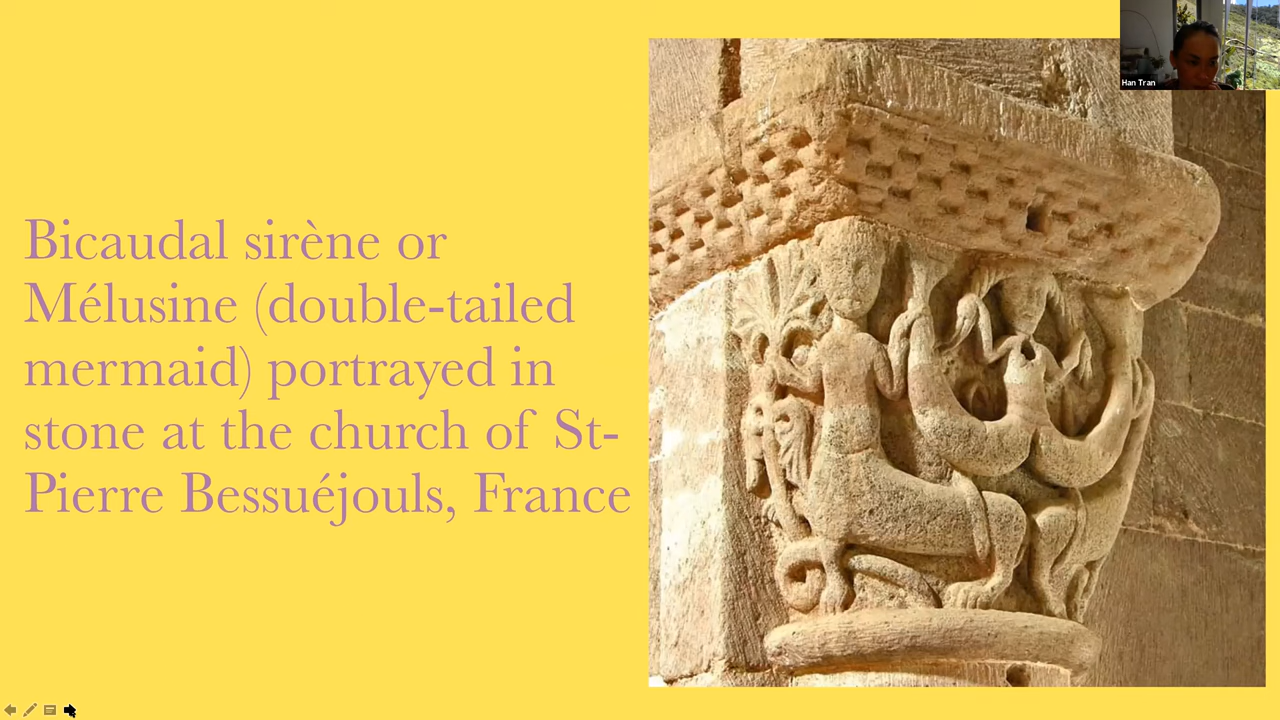 Han Tran
Bicaudal sirène or
Mélusine (double-tailed
mermaid) portrayed in
stone at the church of St-
Pierre Bessuéjouls, France